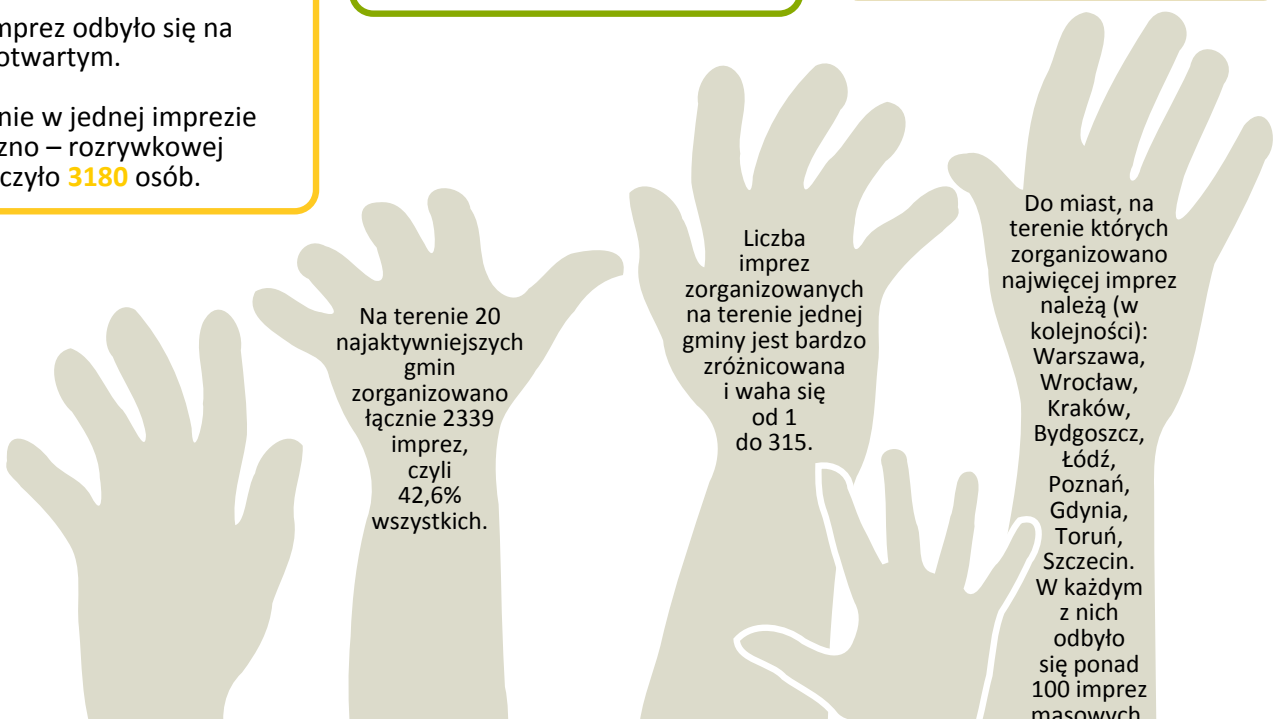 imprez odbyło się na
otwartym.
nie w jednej imprezie
zno – rozrywkowej
czyło 3180 osób.
Na terenie 20
najaktywniejszych
gmin
zorganizowano
łącznie 2339
imprez,
czyli
42,6%
wszystkich.
Liczba
imprez
zorganizowanych
na terenie jednej
gminy jest bardzo
zróżnicowana
i waha się
od 1
do 315.
Do miast, na
terenie których
zorganizowano
najwięcej imprez
należą (w
kolejności):
Warszawa,
Wrocław,
Kraków,
Bydgoszcz,
Łódź,
Poznań,
Gdynia,
Toruń,
Szczecin.
W każdym
z nich
odbyło
się ponad
100 imprez
masowych